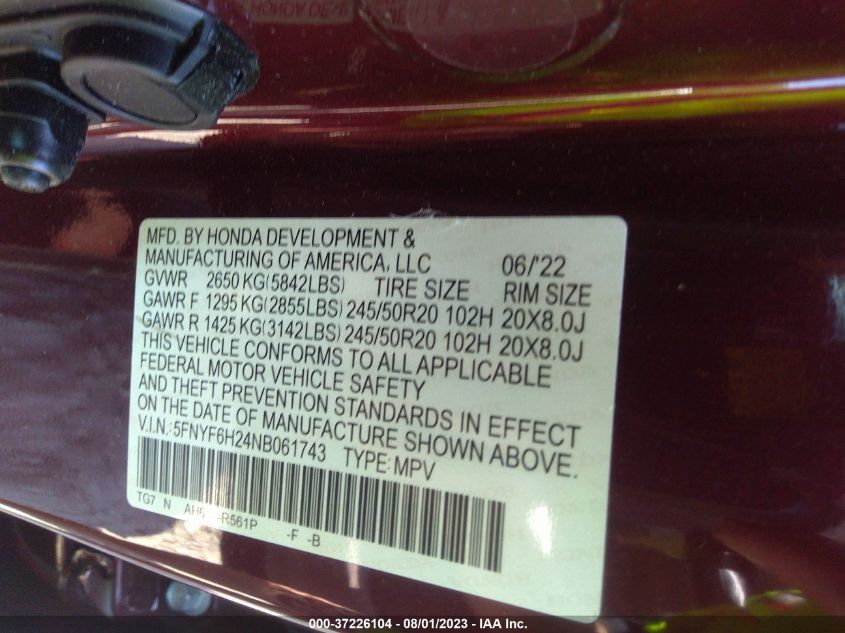 MFD. BY HONDA DEVELOPMENT &
MANUFACTURING OF AMERICA, LLC 06/'22
GVWR 2650 KG(5842LBS) TIRE SIZE RIM SIZE
GAWR F 1295 KG(2855LBS) 245/50R20 102H 20X8.0J
GAWR R 1425 KG(3142LBS) 245/50R20 102H 20X8.0J
THIS VEHICLE CONFORMS TO ALL APPLICABLE
FEDERAL MOTOR VEHICLE SAFETY
AND THEFT PREVENTION STANDARDS IN EFFECT
ON THE DATE OF MANUFACTURE SHOWN ABOVE.
V.I.N.:5FNYF6H24NB061743 TYPE:MPV
TG7 N AH6 -R561P -F -B
000-37226104 - 08/01/2023 - IAA Inc.